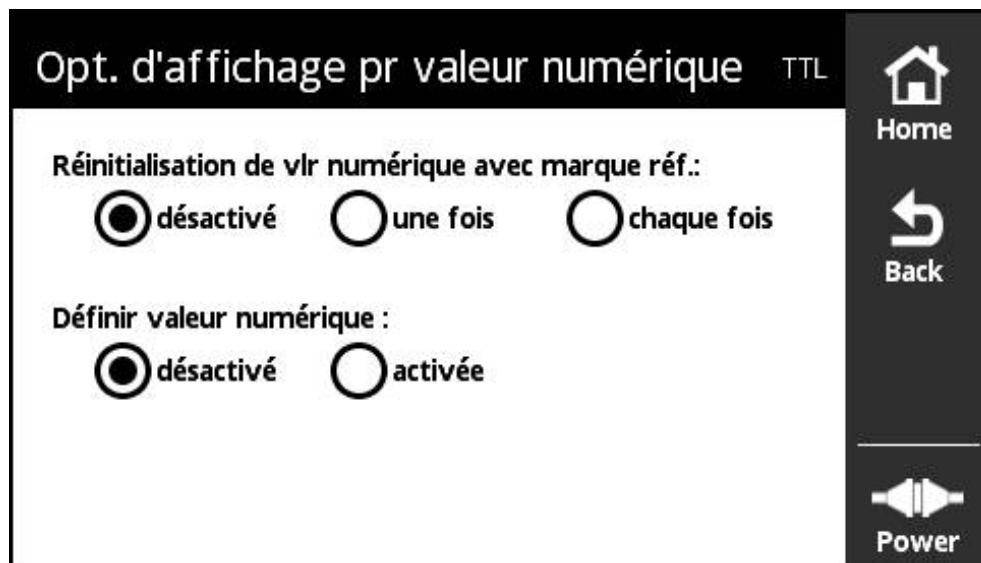 Opt. d'affichage pr valeur numérique TTL
Home
Réinitialisation de vlr numérique avec marque réf.:
désactivé une fois chaque fois
Back
Définir valeur numérique :
désactivé activée
Power